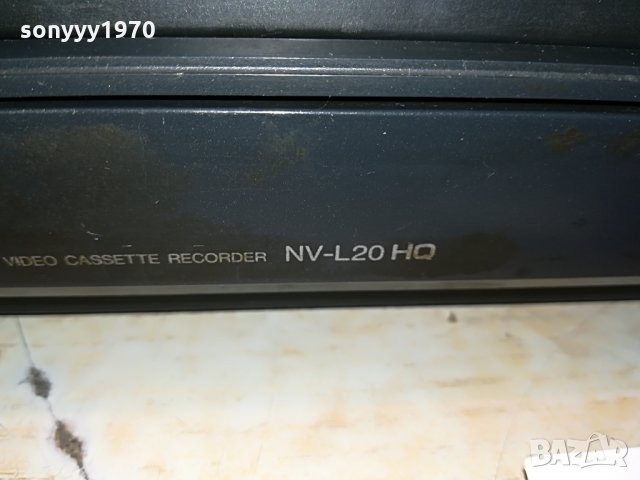 sonyyy1970
VIDEO CASSETTE RECORDER NV-L20 HQ
BAZAR